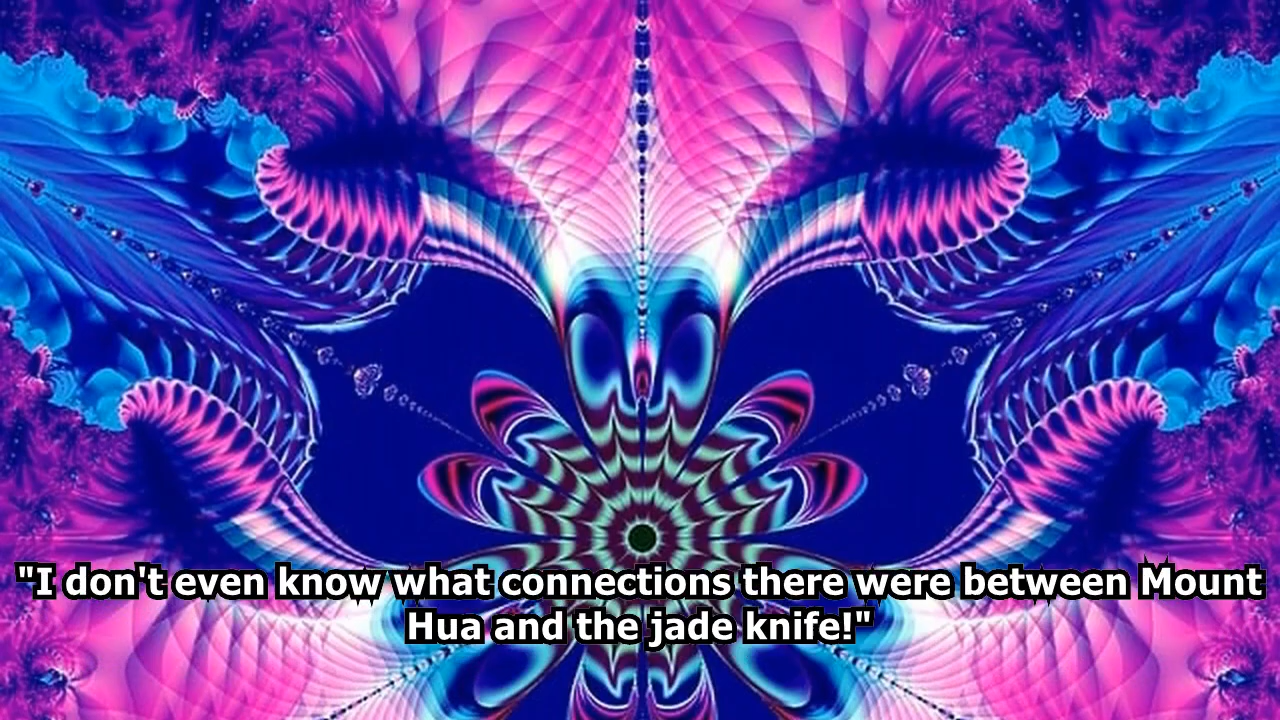 "I don't even know what connections there were between Mount
Hua and the jade knife!"